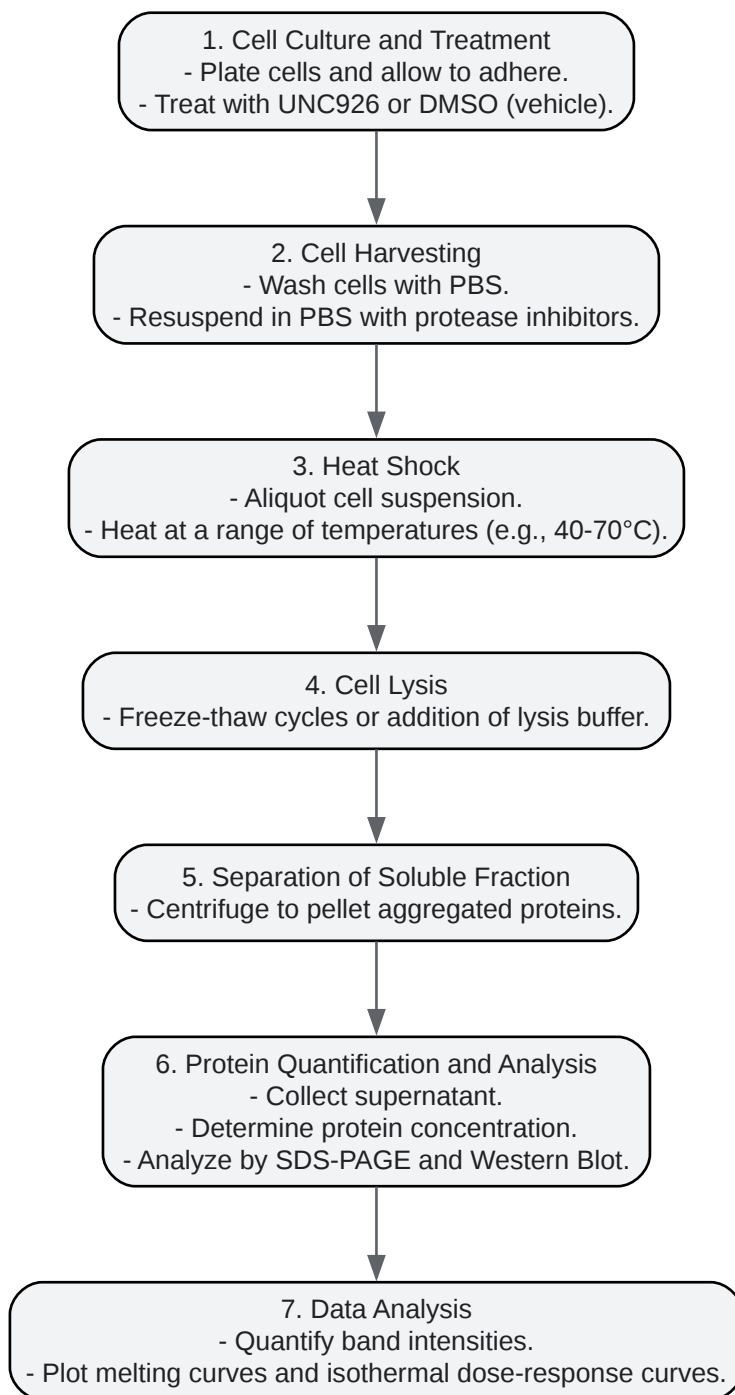 1. Cell Culture and Treatment
- Plate cells and allow to adhere.
- Treat with UNC926 or DMSO (vehicle).
2. Cell Harvesting
- Wash cells with PBS.
- Resuspend in PBS with protease inhibitors.
3. Heat Shock
- Aliquot cell suspension.
- Heat at a range of temperatures (e.g., 40-70°C).
4. Cell Lysis
- Freeze-thaw cycles or addition of lysis buffer.
5. Separation of Soluble Fraction
- Centrifuge to pellet aggregated proteins.
6. Protein Quantification and Analysis
- Collect supernatant.
- Determine protein concentration.
- Analyze by SDS-PAGE and Western Blot.
7. Data Analysis
- Quantify band intensities.
- Plot melting curves and isothermal dose-response curves.